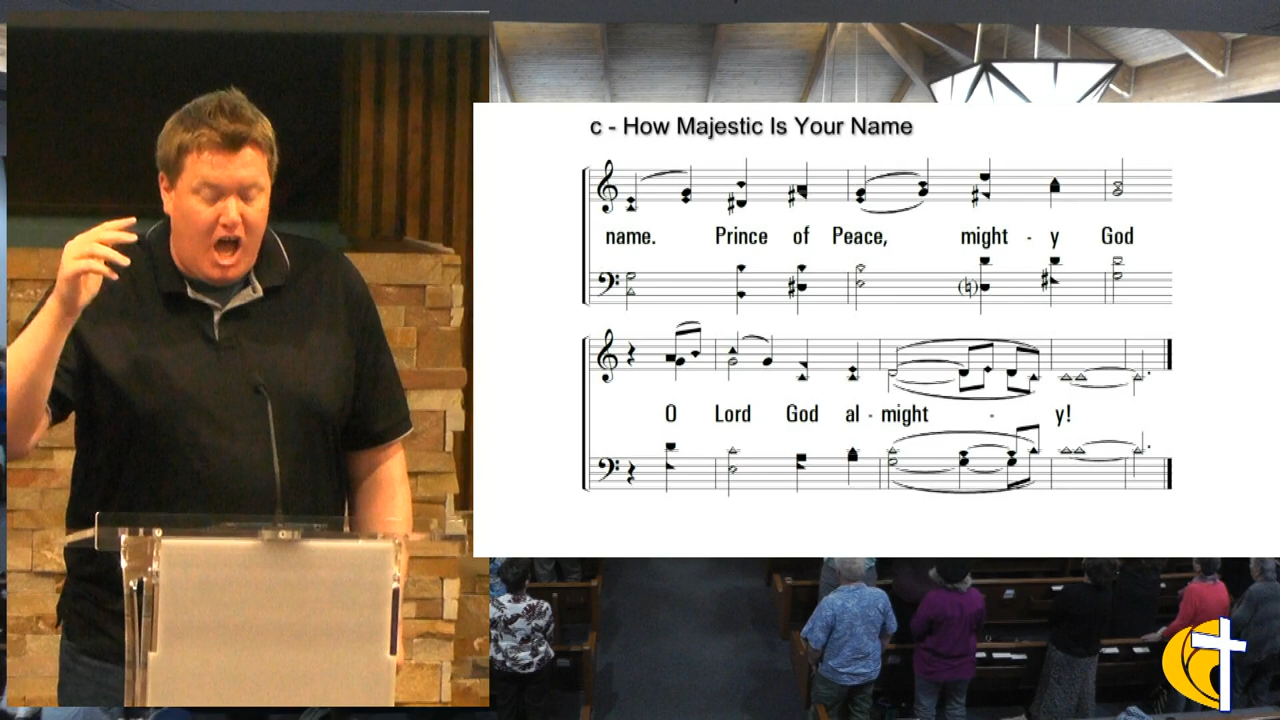 c - How Majestic Is Your Name
name. Prince of Peace, might - y God
O Lord God al - might - y!